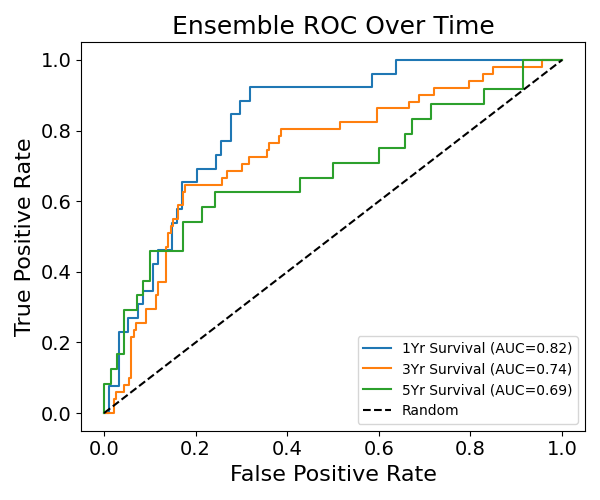 Ensemble ROC Over Time
True Positive Rate
1.0
0.8
0.6
0.4
0.2
0.0
1Yr Survival (AUC=0.82)
3Yr Survival (AUC=0.74)
5Yr Survival (AUC=0.69)
Random
0.0 0.2 0.4 0.6 0.8 1.0
False Positive Rate